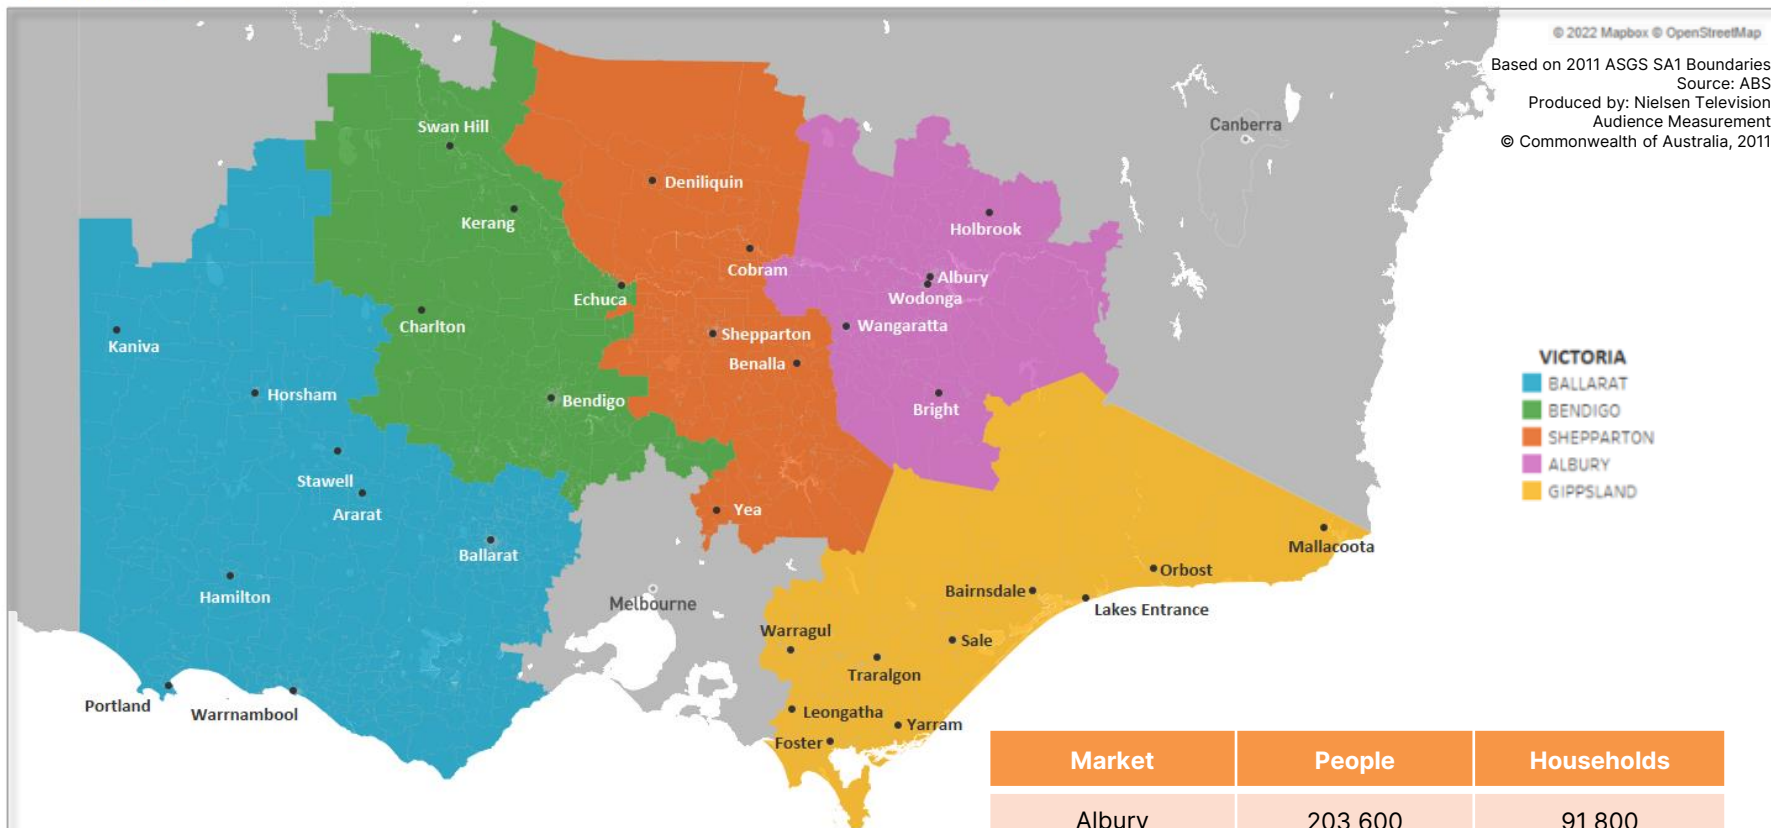 © 2022 Mapbox © OpenStreetMap
Based on 2011 ASGS SA1 Boundaries
Source: ABS
Produced by: Nielsen Television
Audience Measurement
© Commonwealth of Australia, 2011
Canberra
Swan Hill
Deniliquin
Kerang
Holbrook
Cobram
Albury
Wodonga
Echuca
Charlton
Shepparton
Wangaratta
Kaniva
Benalla
Horsham
Bendigo
Bright
VICTORIA
BALLARAT
BENDIGO
SHEPPARTON
ALBURY
GIPPSLAND
Stawell
Ararat
Yea
Ballarat
Mallacoota
Orbost
Hamilton
Melbourne
Bairnsdale
Lakes Entrance
Warragul
Sale
Traralgon
Portland
Warrnambool
Leongatha
Yarram
Foster
Market People Households
Albury 203,600 91,800